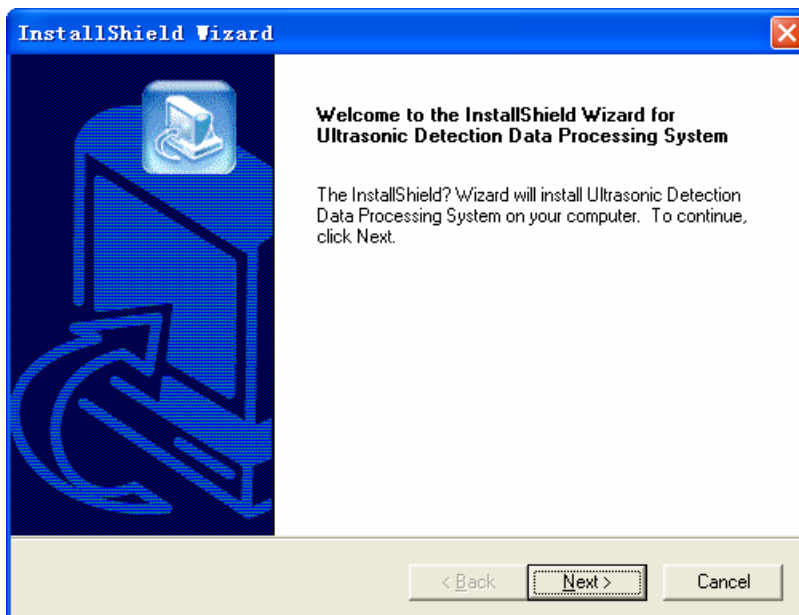 InstallShield Wizard
Welcome to the InstallShield Wizard for
Ultrasonic Detection Data Processing System
The InstallShield? Wizard will install Ultrasonic Detection
Data Processing System on your computer. To continue,
click Next.
< Back
Next >
Cancel